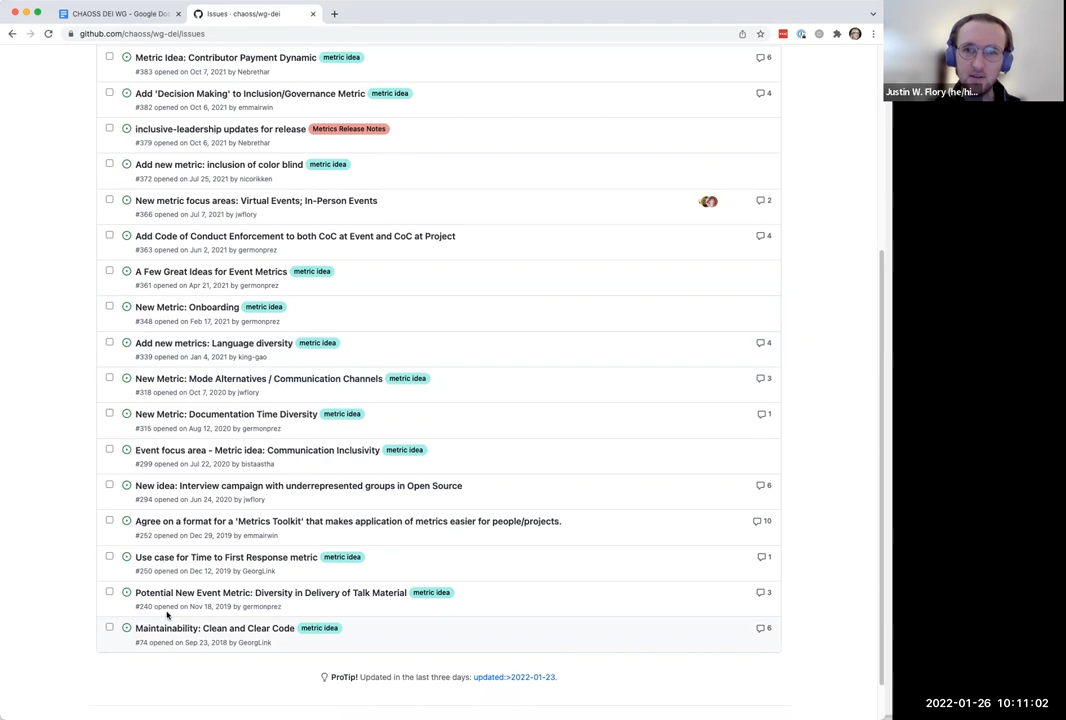 CHAOSS DEI WG - Google Doc
Issues · chaoss/wg-dei
github.com/chaoss/wg-dei/issues
Metric Idea: Contributor Payment Dynamic metric idea 6
#383 opened on Oct 7, 2021 by Nebrethar
Add 'Decision Making' to Inclusion/Governance Metric metric idea 4
#382 opened on Oct 6, 2021 by emmairwin
inclusive-leadership updates for release Metrics Release Notes
#379 opened on Oct 6, 2021 by Nebrethar
Add new metric: inclusion of color blind metric idea
#372 opened on Jul 25, 2021 by nicorikken
New metric focus areas: Virtual Events; In-Person Events 2
#366 opened on Jul 7, 2021 by jwflory
Add Code of Conduct Enforcement to both CoC at Event and CoC at Project 4
#363 opened on Jun 2, 2021 by germonprez
A Few Great Ideas for Event Metrics metric idea
#361 opened on Apr 21, 2021 by germonprez
New Metric: Onboarding metric idea
#348 opened on Feb 17, 2021 by germonprez
Add new metrics: Language diversity metric idea 4
#339 opened on Jan 4, 2021 by king-gao
New Metric: Mode Alternatives / Communication Channels metric idea 3
#318 opened on Oct 7, 2020 by jwflory
New Metric: Documentation Time Diversity metric idea 1
#315 opened on Aug 12, 2020 by germonprez
Event focus area - Metric idea: Communication Inclusivity metric idea
#299 opened on Jul 22, 2020 by bistaastha
New idea: Interview campaign with underrepresented groups in Open Source 6
#294 opened on Jun 24, 2020 by jwflory
Agree on a format for a 'Metrics Toolkit' that makes application of metrics easier for people/projects. 10
#252 opened on Dec 29, 2019 by emmairwin
Use case for Time to First Response metric metric idea 1
#250 opened on Dec 12, 2019 by GeorgLink
Potential New Event Metric: Diversity in Delivery of Talk Material metric idea 3
#240 opened on Nov 18, 2019 by germonprez
Maintainability: Clean and Clear Code metric idea 6
#74 opened on Sep 23, 2018 by GeorgLink
ProTip! Updated in the last three days: updated:>2022-01-23.
Justin W. Flory (he/hi...
2022-01-26 10:11:02